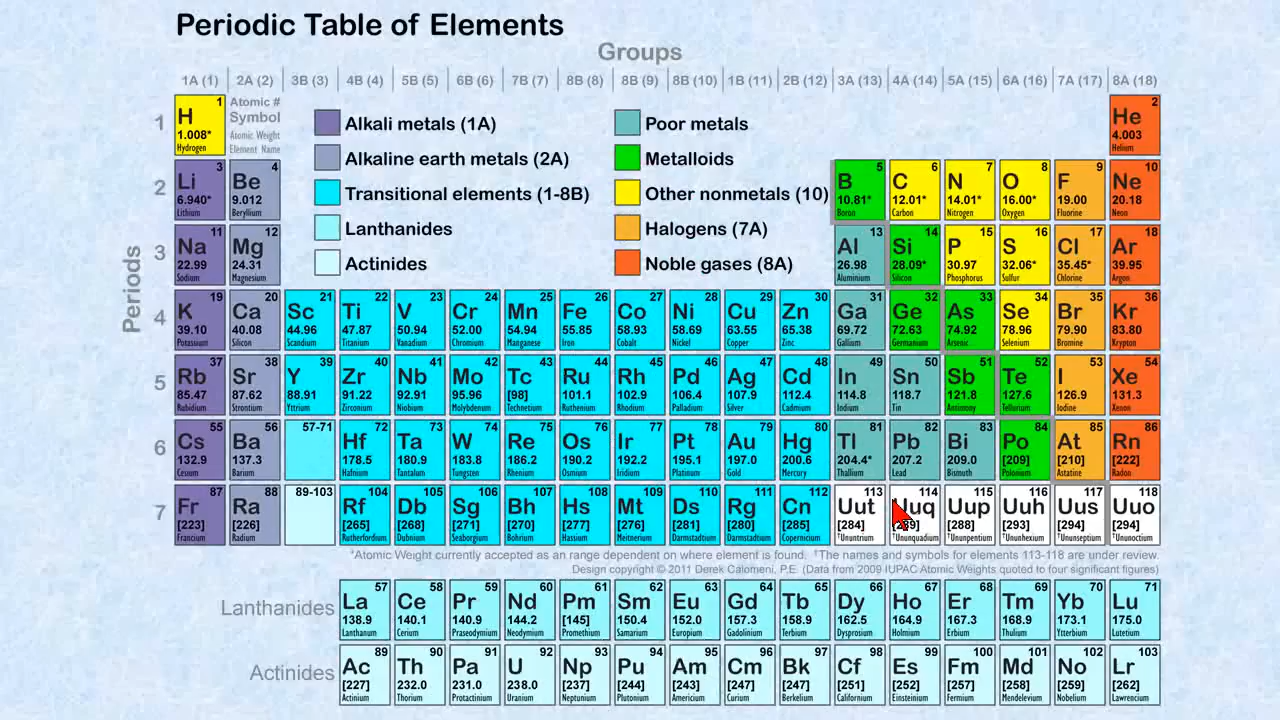 Periodic Table of Elements
Groups
1A (1) 2A (2) 3B (3) 4B (4) 5B (5) 6B (6) 7B (7) 8B (8) 8B (9) 8B (10) 1B (11) 2B (12) 3A (13) 4A (14) 5A (15) 6A (16) 7A (17) 8A (18)
Periods
1
1 Atomic # 2
H Symbol He
1.008* Atomic Weight 4.003
Hydrogen Element Name Helium
Alkali metals (1A) Poor metals
Alkaline earth metals (2A) Metalloids
Transitional elements (1-8B) Other nonmetals (10)
Lanthanides Halogens (7A)
Actinides Noble gases (8A)
2
3 4 5 6 7 8 9 10
Li Be B C N O F Ne
6.940* 9.012 10.81* 12.01* 14.01* 16.00* 19.00 20.18
Lithium Beryllium Boron Carbon Nitrogen Oxygen Fluorine Neon
3
11 12 13 14 15 16 17 18
Na Mg Al Si P S Cl Ar
22.99 24.31 26.98 28.09* 30.97 32.06* 35.45* 39.95
Sodium Magnesium Aluminium Silicon Phosphorus Sulfur Chlorine Argon
4
19 20 21 22 23 24 25 26 27 28 29 30 31 32 33 34 35 36
K Ca Sc Ti V Cr Mn Fe Co Ni Cu Zn Ga Ge As Se Br Kr
39.10 40.08 44.96 47.87 50.94 52.00 54.94 55.85 58.93 58.69 63.55 65.38 69.72 72.63 74.92 78.96 79.90 83.80
Potassium Silicon Scandium Titanium Vanadium Chromium Manganese Iron Cobalt Nickel Copper Zinc Gallium Germanium Arsenic Selenium Bromine Krypton
5
37 38 39 40 41 42 43 44 45 46 47 48 49 50 51 52 53 54
Rb Sr Y Zr Nb Mo Tc Ru Rh Pd Ag Cd In Sn Sb Te I Xe
85.47 87.62 88.91 91.22 92.91 95.96 [98] 101.1 102.9 106.4 107.9 112.4 114.8 118.7 121.8 127.6 126.9 131.3
Rubidium Strontium Yttrium Zirconium Niobium Molybdenum Technetium Ruthenium Rhodium Palladium Silver Cadmium Indium Tin Antimony Tellurium Iodine Xenon
6
55 56 57-71 72 73 74 75 76 77 78 79 80 81 82 83 84 85 86
Cs Ba Hf Ta W Re Os Ir Pt Au Hg Tl Pb Bi Po At Rn
132.9 137.3 178.5 180.9 183.8 186.2 190.2 192.2 195.1 197.0 200.6 204.4* 207.2 209.0 [209] [210] [222]
Cesium Barium Hafnium Tantalum Tungsten Rhenium Osmium Iridium Platinum Gold Mercury Thallium Lead Bismuth Polonium Astatine Radon
7
87 88 89-103 104 105 106 107 108 109 110 111 112 113 114 115 116 117 118
Fr Ra Rf Db Sg Bh Hs Mt Ds Rg Cn Uut Uuq Uup Uuh Uus Uuo
[223] [226] [265] [268] [271] [270] [277] [276] [281] [280] [285] [284] [288] [293] [294] [294]
Francium Radium Rutherfordium Dubnium Seaborgium Bohrium Hassium Meitnerium Darmstadtium Darmstadtium Copernicium †Ununtrium †Ununquadium †Ununpentium †Ununhexium †Ununseptium †Ununoctium
*Atomic Weight currently accepted as an range dependent on where element is found. †The names and symbols for elements 113-118 are under review.
Design copyright © 2011 Derek Calomeni, P.E. (Data from 2009 IUPAC Atomic Weights quoted to four significant figures)
Lanthanides
57 58 59 60 61 62 63 64 65 66 67 68 69 70 71
La Ce Pr Nd Pm Sm Eu Gd Tb Dy Ho Er Tm Yb Lu
138.9 140.1 140.9 144.2 [145] 150.4 152.0 157.3 158.9 162.5 164.9 167.3 168.9 173.1 175.0
Lanthanum Cerium Praseodymium Neodymium Promethium Samarium Europium Gadolinium Terbium Dysprosium Holmium Erbium Thulium Ytterbium Lutetium
Actinides
89 90 91 92 93 94 95 96 97 98 99 100 101 102 103
Ac Th Pa U Np Pu Am Cm Bk Cf Es Fm Md No Lr
[227] 232.0 231.0 238.0 [237] [244] [243] [247] [247] [251] [252] [257] [258] [259] [262]
Actinium Thorium Protactinium Uranium Neptunium Plutonium Americium Curium Berkelium Californium Einsteinium Fermium Mendelevium Nobelium Lawrencium